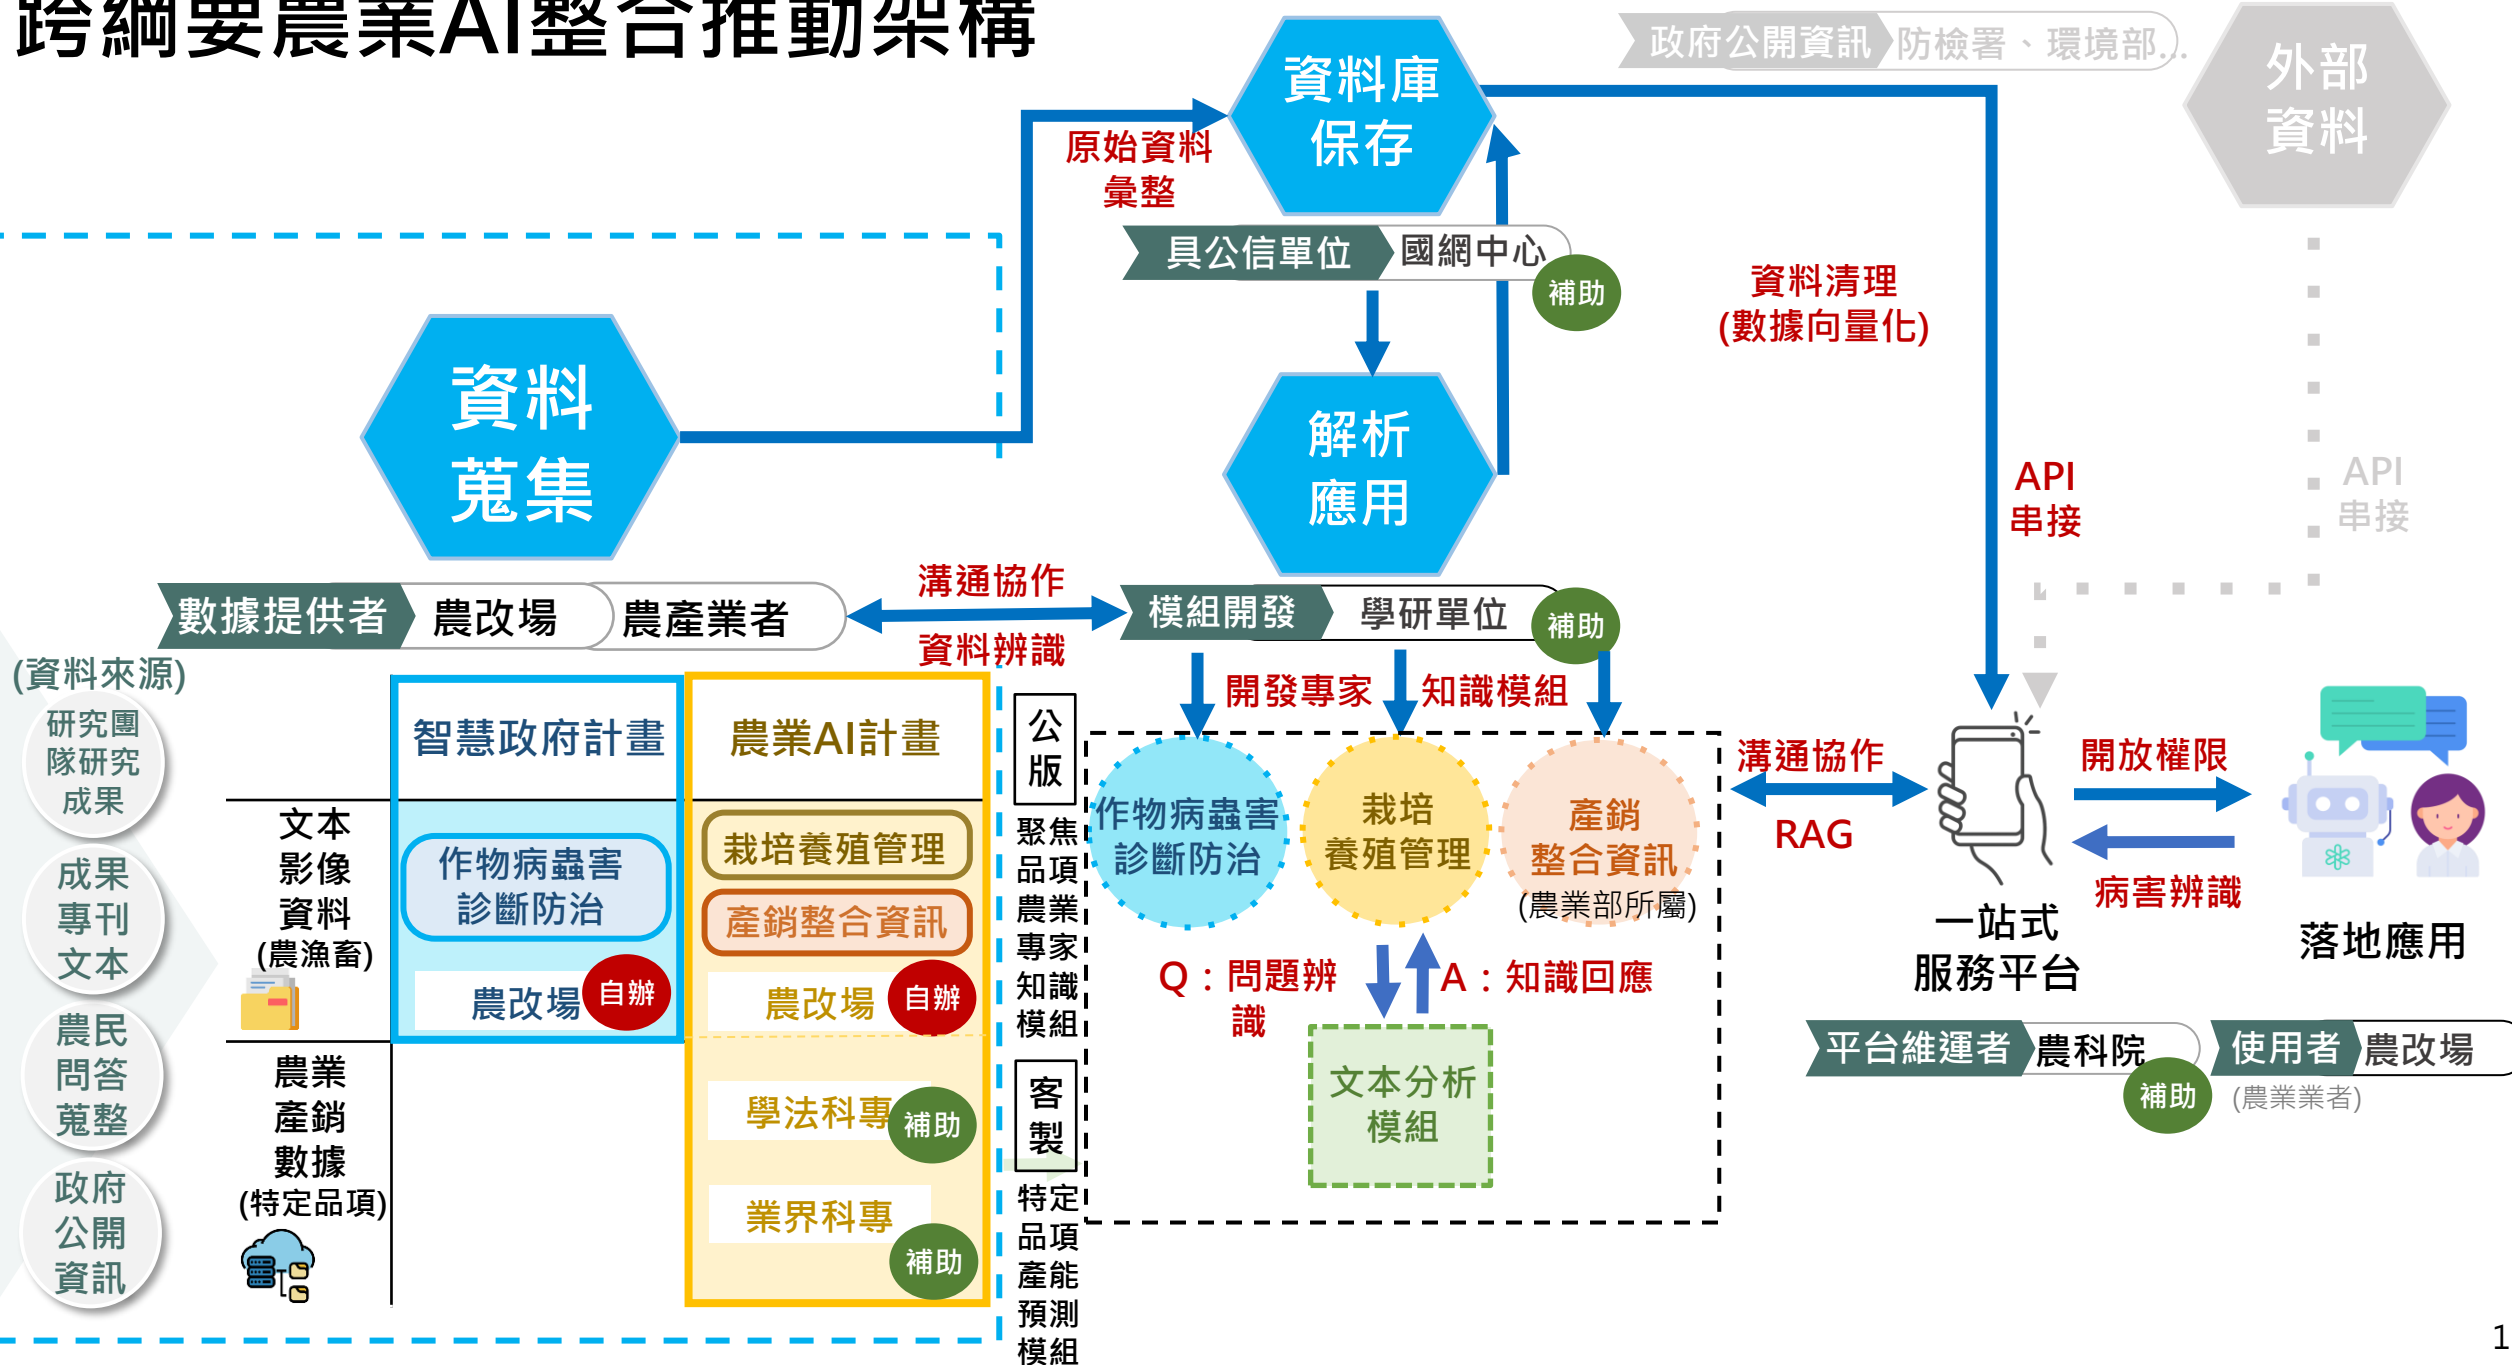 跨綱要農業AI整合推動架構
資料庫
保存
政府公開資訊
防檢署、環境部...
外部
資料
原始資料
彙整
具公信單位
國網中心
補助
資料清理
(數據向量化)
資料
蒐集
解析
應用
API
串接
API
串接
數據提供者
農改場
農產業者
溝通協作
資料辨識
模組開發
學研單位
補助
開發專家
知識模組
(資料來源)
研究團
隊研究
成果
成果
專刊
文本
農民
問答
蒐整
政府
公開
資訊
智慧政府計畫
農業AI計畫
文本
影像
資料
(農漁畜)
作物病蟲害
診斷防治
農改場
自辦
栽培養殖管理
產銷整合資訊
農改場
自辦
農業
產銷
數據
(特定品項)
學法科專
補助
業界科專
補助
公
版
聚焦
品項
農業
專家
知識
模組
客
製
特定
品項
產能
預測
模組
作物病蟲害
診斷防治
栽培
養殖管理
產銷
整合資訊
(農業部所屬)
Q：問題辨
識
A：知識回應
文本分析
模組
溝通協作
RAG
一站式
服務平台
開放權限
病害辨識
落地應用
平台維運者
農科院
補助
使用者
農改場
(農業業者)
1